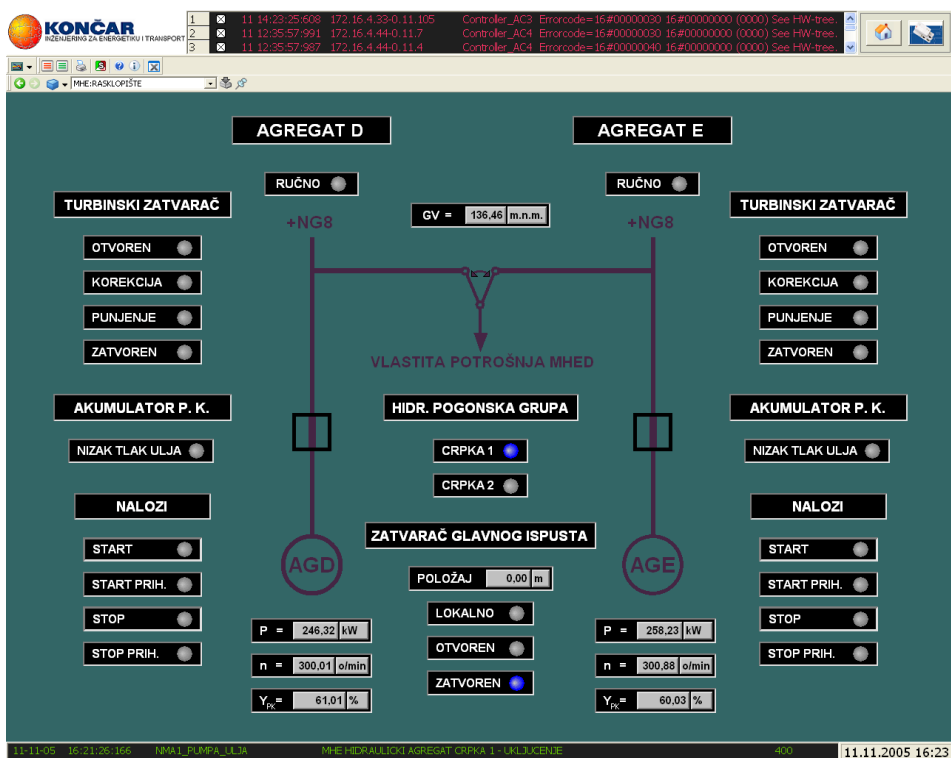 KONČAR
INŽENJERING ZA ENERGETIKU I TRANSPORT
1 11 14:23:25:608 172.16.4.33-0.11.105 Controller_AC3 Errorcode=16#00000030 16#00000000 (0000) See HW-tree.
2 11 12:35:57:991 172.16.4.44-0.11.7 Controller_AC4 Errorcode=16#00000030 16#00000000 (0000) See HW-tree.
3 11 12:35:57:987 172.16.4.44-0.11.4 Controller_AC4 Errorcode=16#00000040 16#00000000 (0000) See HW-tree.
MHE:RASKLOPIŠTE
AGREGAT D
AGREGAT E
RUČNO
RUČNO
TURBINSKI ZATVARAČ
GV = 136,46 m.n.m.
TURBINSKI ZATVARAČ
+NG8
+NG8
OTVOREN
OTVOREN
KOREKCIJA
KOREKCIJA
PUNJENJE
PUNJENJE
ZATVOREN
ZATVOREN
VLASTITA POTROŠNJA MHED
AKUMULATOR P. K.
HIDR. POGONSKA GRUPA
AKUMULATOR P. K.
NIZAK TLAK ULJA
CRPKA 1
NIZAK TLAK ULJA
CRPKA 2
NALOZI
NALOZI
ZATVARAČ GLAVNOG ISPUSTA
START
START
AGD
AGE
POLOŽAJ 0,00 m
START PRIH.
START PRIH.
LOKALNO
STOP
STOP
P = 246,32 kW
P = 258,23 kW
OTVOREN
STOP PRIH.
STOP PRIH.
n = 300,01 o/min
n = 300,88 o/min
ZATVOREN
YPK= 61,01 %
YPK= 60,03 %
11-11-05 16:21:26:166 NMA1_PUMPA_ULJA MHE HIDRAULICKI AGREGAT CRPKA 1 - UKLJUCENJE 400 11.11.2005 16:23